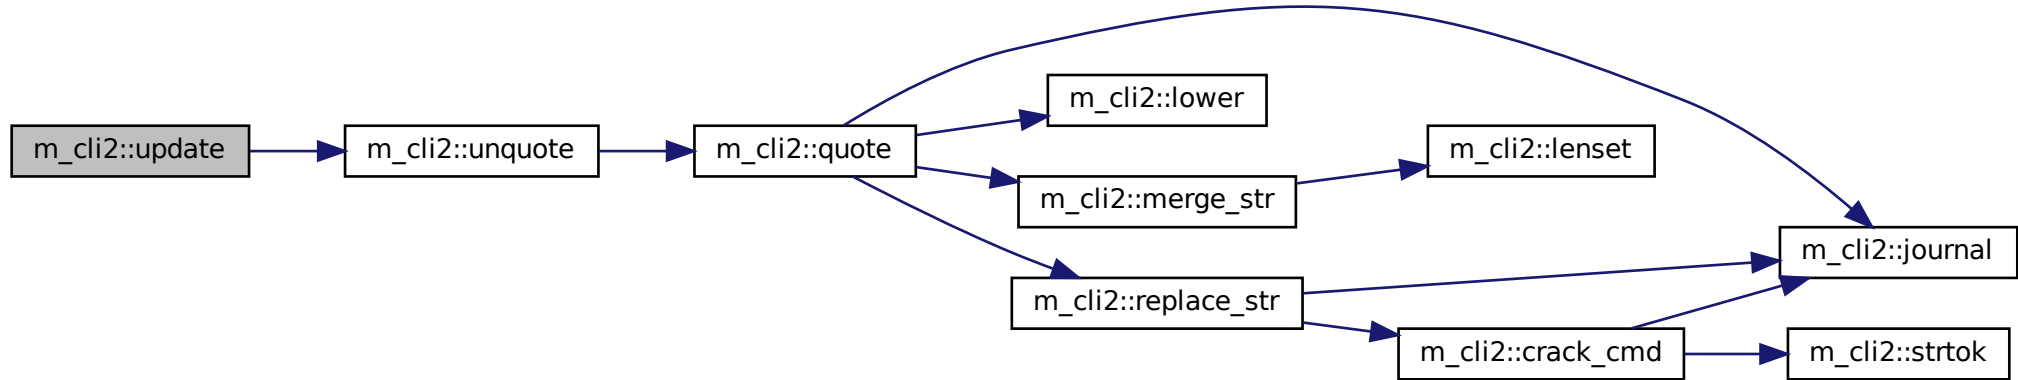 m_cli2::update
m_cli2::unquote
m_cli2::quote
m_cli2::lower
m_cli2::merge_str
m_cli2::lenset
m_cli2::replace_str
m_cli2::journal
m_cli2::crack_cmd
m_cli2::strtok